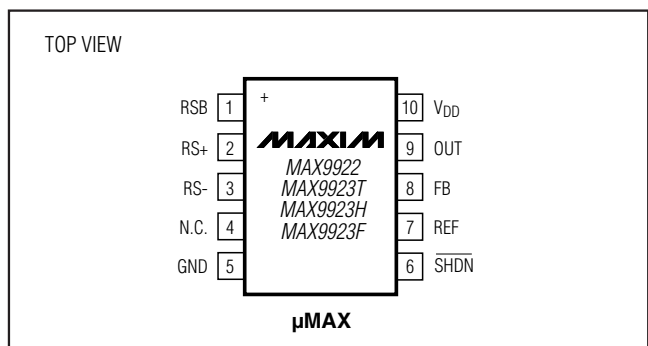 TOP VIEW
RSB 1 + 10 VDD
RS+ 2 MAXIM 9 OUT
MAX9922
RS- 3 MAX9923T 8 FB
MAX9923H
N.C. 4 MAX9923F 7 REF
GND 5 6 SHDN
µMAX